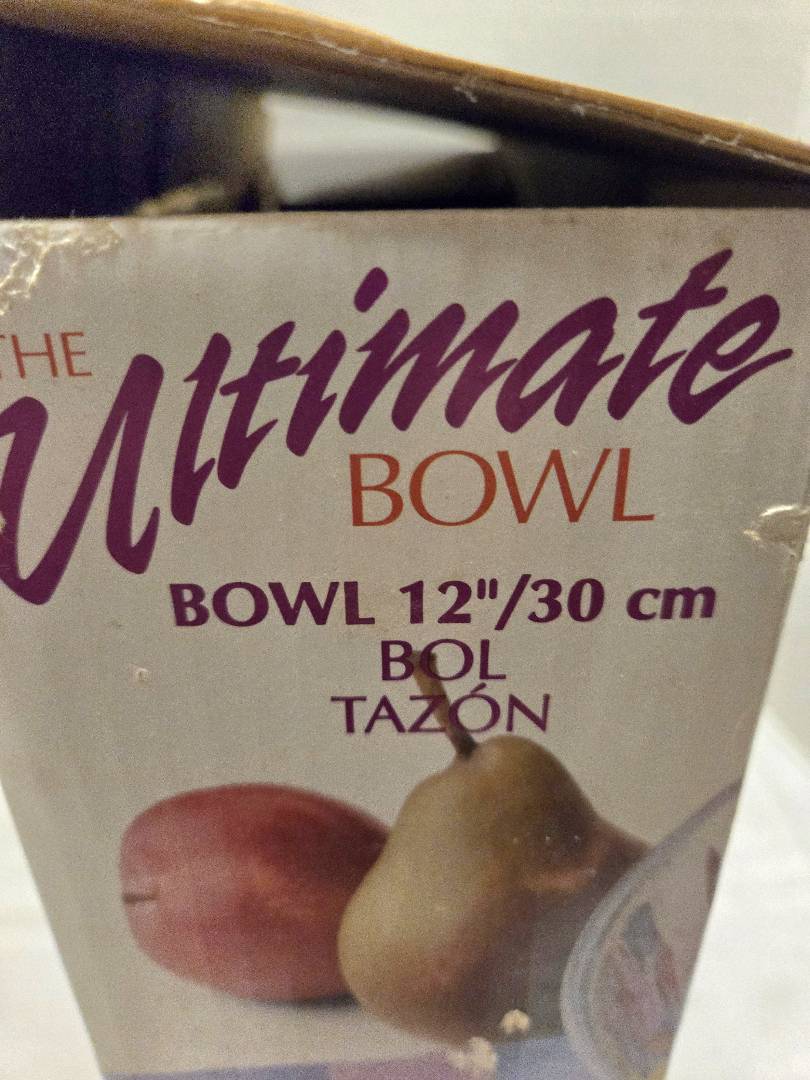 THE
Ultimate
BOWL
BOWL 12"/30 cm
BOL
TAZÓN